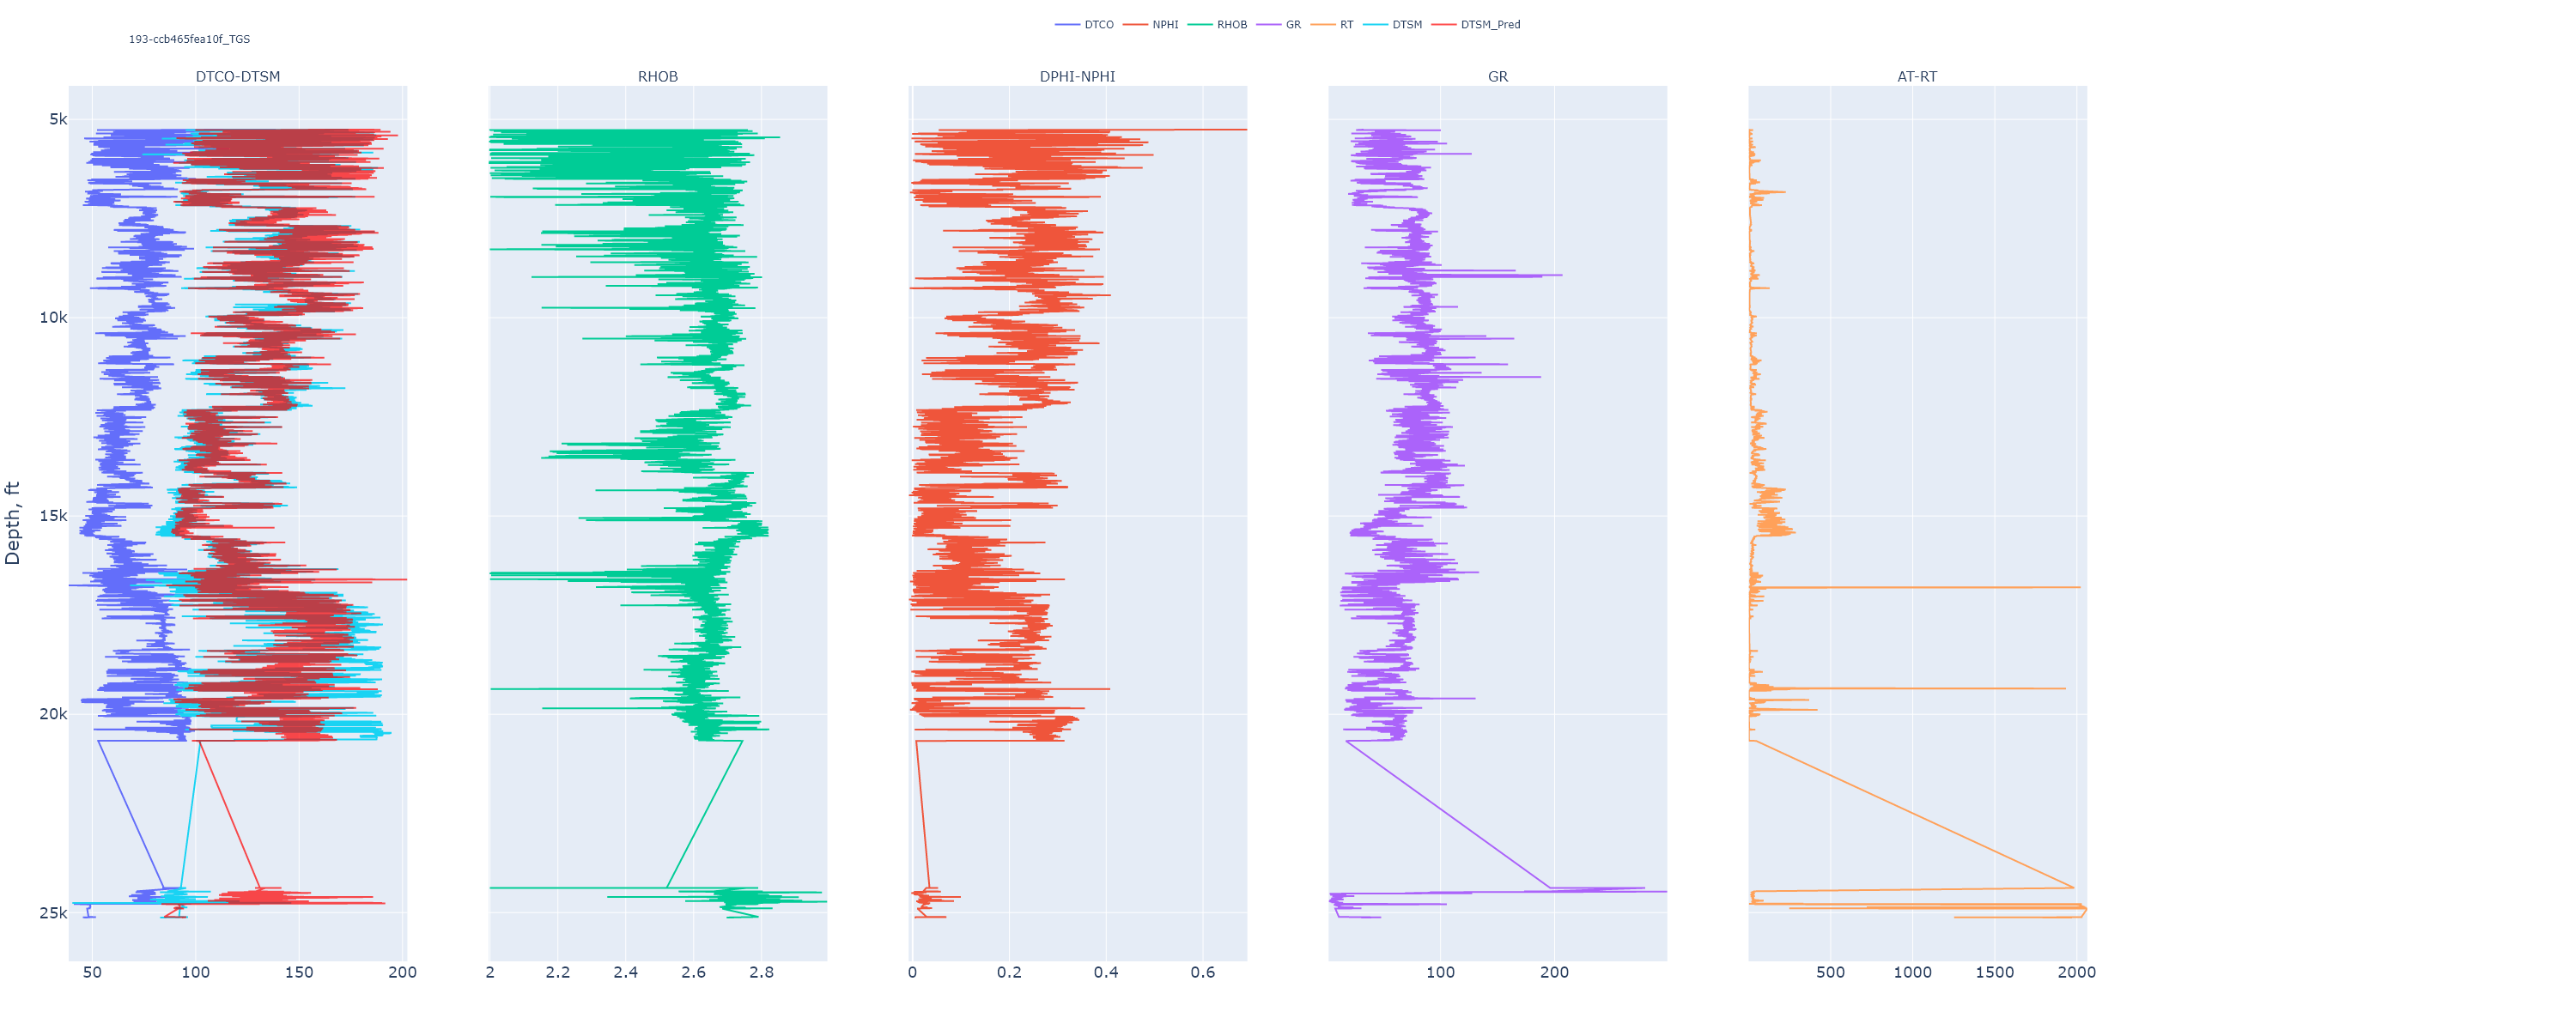 DTCO NPHI RHOB GR RT DTSM DTSM_Pred
193-ccb465fea10f_TGS
DTCO-DTSM RHOB DPHI-NPHI GR AT-RT
5k
10k
15k
20k
25k
Depth, ft
50 100 150 200 2 2.2 2.4 2.6 2.8 0 0.2 0.4 0.6 100 200 500 1000 1500 2000